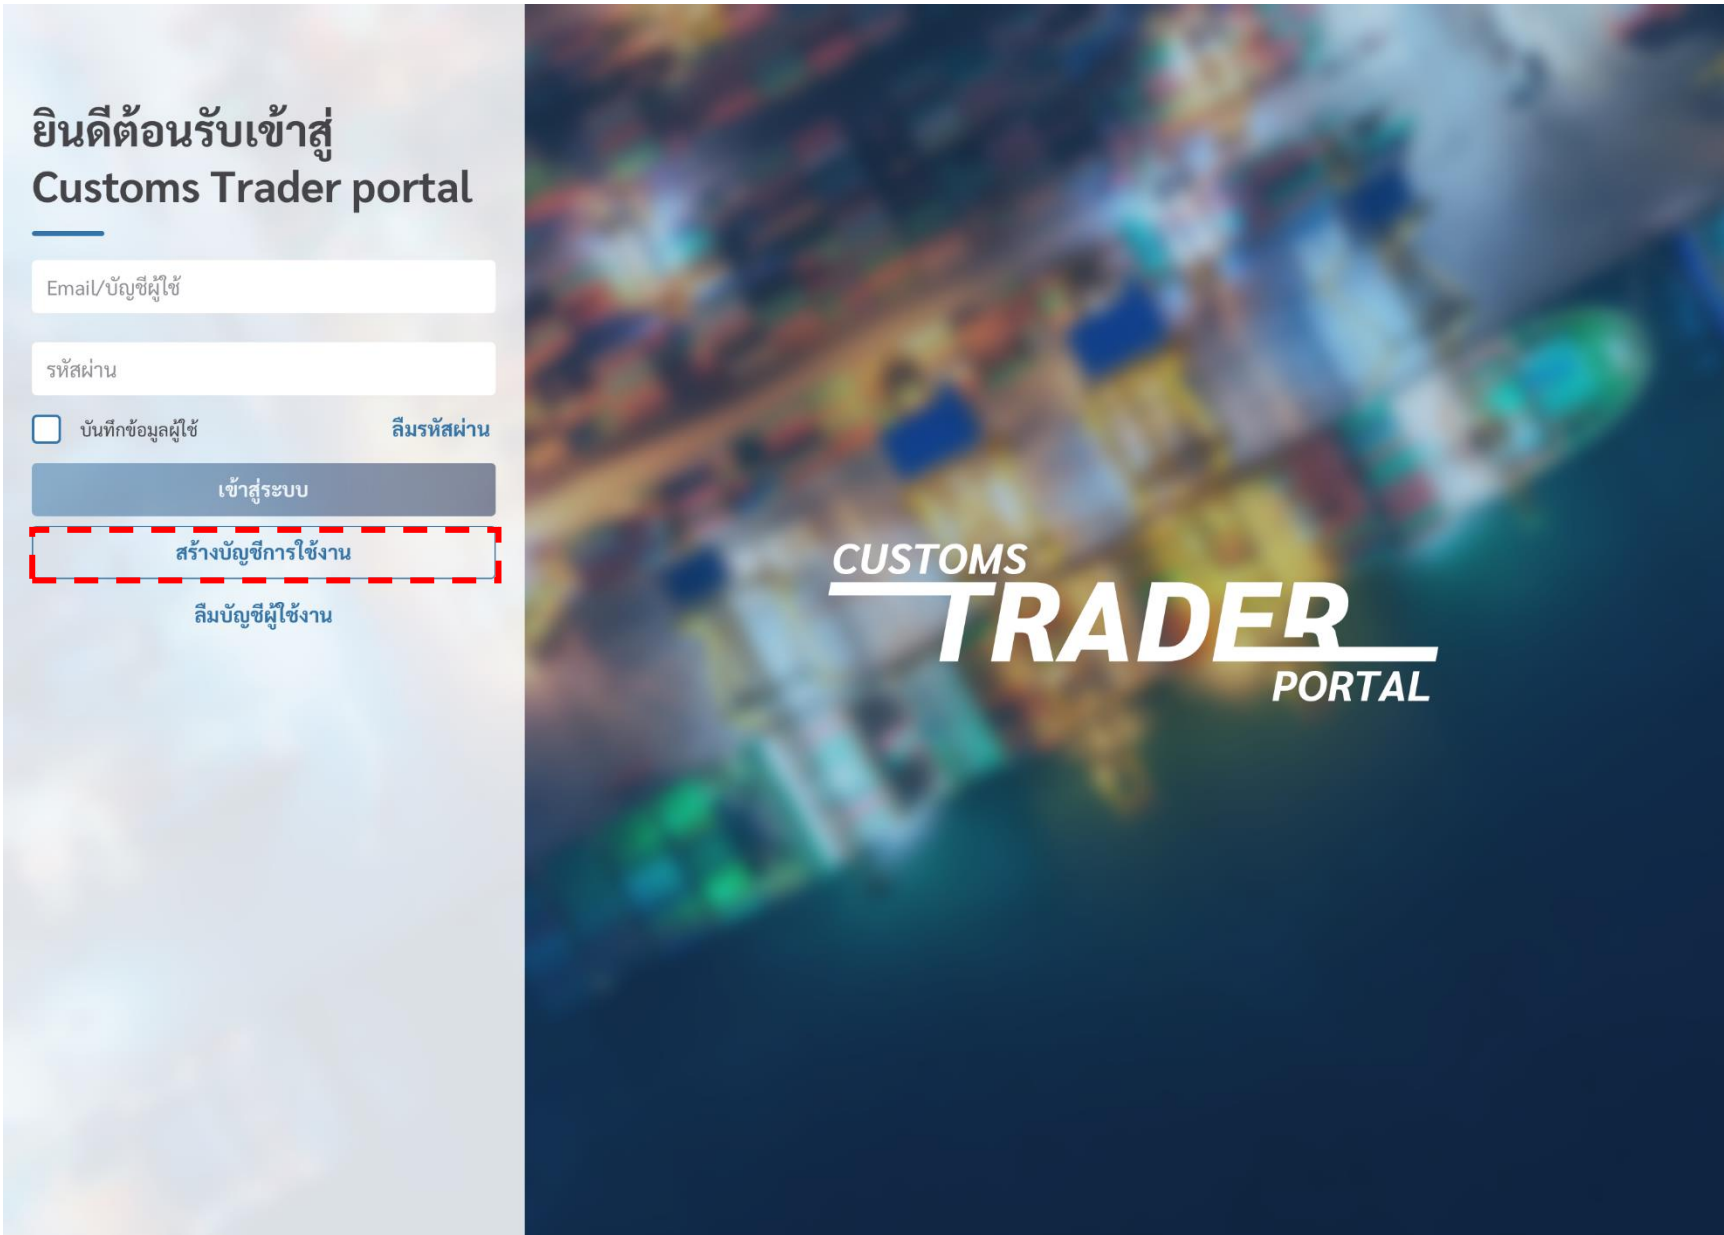 ยินดีต้อนรับเข้าสู่
Customs Trader portal
Email/บัญชีผู้ใช้
รหัสผ่าน
บันทึกข้อมูลผู้ใช้ ลืมรหัสผ่าน
เข้าสู่ระบบ
สร้างบัญชีการใช้งาน
ลืมบัญชีผู้ใช้งาน
CUSTOMS
TRADER
PORTAL